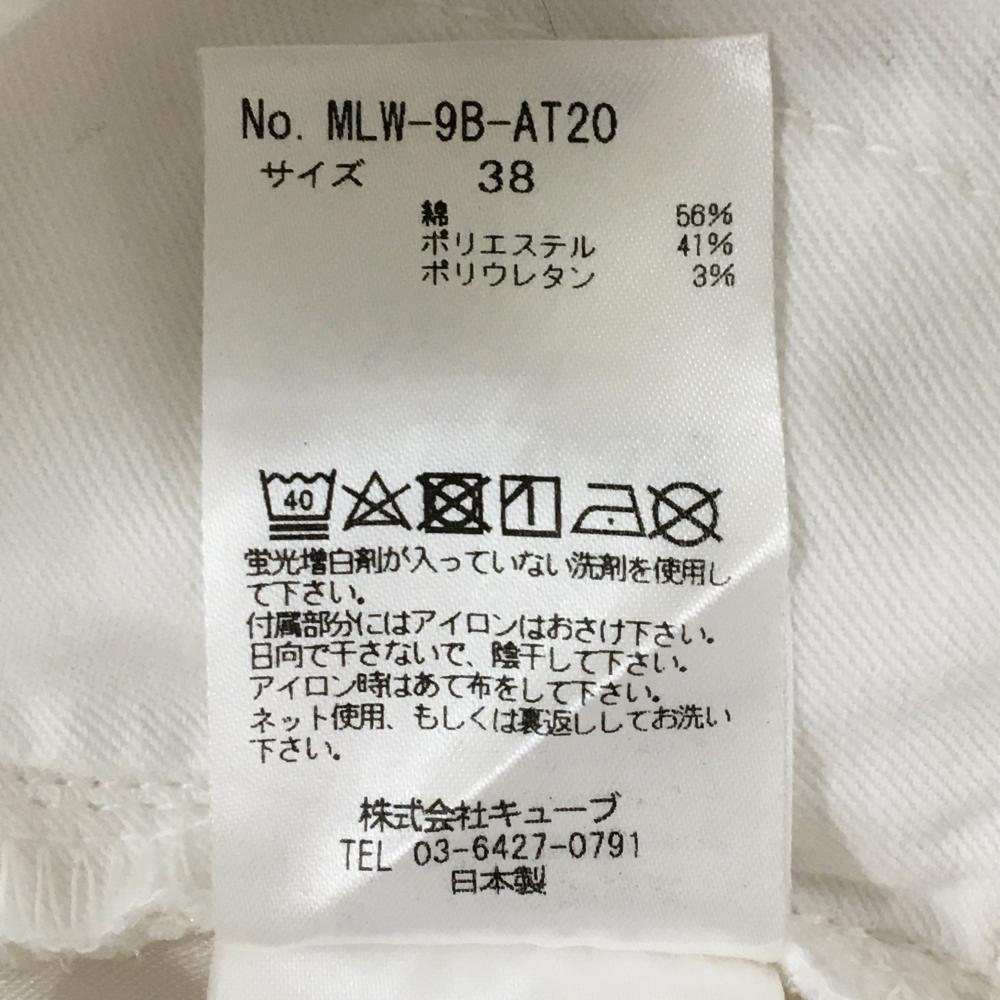 No. MLW-9B-AT20
サイズ 38
綿 56%
ポリエステル 41%
ポリウレタン 3%
40
蛍光増白剤が入っていない洗剤を使用し
て下さい。
付属部分にはアイロンはおさけ下さい。
日向で干さないで、陰干して下さい。
アイロン時はあて布をして下さい。
ネット使用、もしくは裏返ししてお洗い
下さい。
株式会社キューブ
TEL 03-6427-0791
日本製